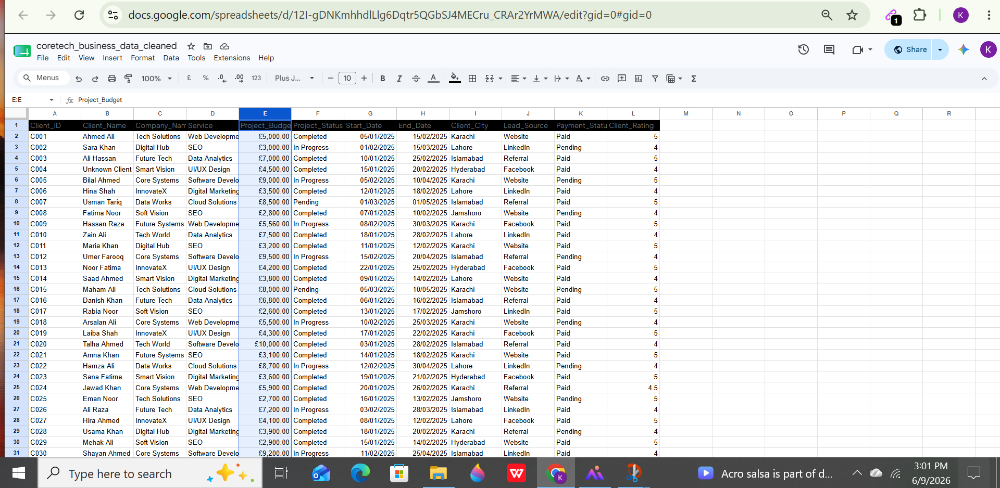 docs.google.com/spreadsheets/d/12I-gDNKmhhdlLlg6Dqtr5QGbSJ4MECru_CRAr2YrMWA/edit?gid=0#gid=0
1
K
coretech_business_data_cleaned
File Edit View Insert Format Data Tools Extensions Help
Share
K
Menus 100% £ % .0 .00 123 Plus J... 10 B I A
E:E fx Project_Budget
A B C D E F G H I J K L M N O P Q R
1 Client_ID Client_Name Company_Nam Service Project_Budge Project_Status Start_Date End_Date Client_City Lead_Source Payment_Statu Client_Rating
2 C001 Ahmed Ali Tech Solutions Web Developme £5,000.00 Completed 05/01/2025 15/02/2025 Karachi Website Paid 5
3 C002 Sara Khan Digital Hub SEO £3,000.00 In Progress 01/02/2025 15/03/2025 Lahore LinkedIn Pending 4
4 C003 Ali Hassan Future Tech Data Analytics £7,000.00 Completed 10/01/2025 25/02/2025 Islamabad Referral Paid 5
5 C004 Unknown Client Smart Vision UI/UX Design £4,500.00 Completed 15/01/2025 20/02/2025 Hyderabad Facebook Paid 4
6 C005 Bilal Ahmed Core Systems Software Develo £9,000.00 In Progress 05/02/2025 10/04/2025 Karachi Website Pending 5
7 C006 Hina Shah InnovateX Digital Marketing £3,500.00 Completed 12/01/2025 18/02/2025 Lahore LinkedIn Paid 4
8 C007 Usman Tariq Data Works Cloud Solutions £8,500.00 Pending 01/03/2025 01/05/2025 Islamabad Referral Paid 5
9 C008 Fatima Noor Soft Vision SEO £2,800.00 Completed 07/01/2025 10/02/2025 Jamshoro Website Pending 4
10 C009 Hassan Raza Future Systems Web Developme £5,560.00 In Progress 08/02/2025 30/03/2025 Karachi Facebook Paid 5
11 C010 Zain Ali Tech World Data Analytics £7,500.00 Completed 18/01/2025 28/02/2025 Lahore LinkedIn Paid 4
12 C011 Maria Khan Digital Hub SEO £3,200.00 Completed 11/01/2025 12/02/2025 Karachi Website Paid 5
13 C012 Umer Farooq Core Systems Software Develo £9,500.00 In Progress 15/02/2025 20/04/2025 Islamabad Referral Pending 4
14 C013 Noor Fatima InnovateX UI/UX Design £4,200.00 Completed 22/01/2025 25/02/2025 Hyderabad Facebook Paid 5
15 C014 Saad Ahmed Smart Vision Digital Marketing £3,800.00 Completed 09/01/2025 14/02/2025 Lahore Website Paid 4
16 C015 Maham Ali Tech Solutions Cloud Solutions £8,000.00 Pending 05/03/2025 10/05/2025 Karachi Website Pending 5
17 C016 Danish Khan Future Tech Data Analytics £6,800.00 Completed 06/01/2025 16/02/2025 Islamabad Referral Paid 4
18 C017 Rabia Noor Soft Vision SEO £2,600.00 Completed 13/01/2025 17/02/2025 Jamshoro LinkedIn Paid 5
19 C018 Arsalan Ali Core Systems Web Developme £5,500.00 In Progress 10/02/2025 25/03/2025 Karachi Website Pending 4
20 C019 Laiba Shah InnovateX UI/UX Design £4,300.00 Completed 17/01/2025 22/02/2025 Karachi Facebook Paid 5
21 C020 Talha Ahmed Tech World Software Develo £10,000.00 Completed 03/01/2025 28/02/2025 Islamabad Referral Paid 4
22 C021 Amna Khan Future Systems SEO £3,100.00 Completed 14/01/2025 18/02/2025 Karachi Website Paid 5
23 C022 Hamza Ali Data Works Cloud Solutions £8,700.00 In Progress 12/02/2025 30/04/2025 Lahore LinkedIn Pending 4
24 C023 Sana Fatima Smart Vision Digital Marketing £3,600.00 Completed 19/01/2025 21/02/2025 Hyderabad Facebook Paid 5
25 C024 Jawad Khan Core Systems Web Developme £5,900.00 Completed 20/01/2025 26/02/2025 Karachi Referral Paid 4.5
26 C025 Eman Noor Tech Solutions SEO £2,700.00 Completed 16/01/2025 13/02/2025 Jamshoro Website Pending 5
27 C026 Ali Raza Future Tech Data Analytics £7,200.00 In Progress 03/02/2025 28/03/2025 Islamabad LinkedIn Paid 4
28 C027 Hira Ahmed InnovateX UI/UX Design £4,100.00 Completed 08/01/2025 12/02/2025 Lahore Facebook Paid 5
29 C028 Usama Khan Digital Hub Digital Marketing £3,900.00 Completed 18/01/2025 20/02/2025 Karachi Referral Pending 4
30 C029 Mehak Ali Soft Vision SEO £2,900.00 Completed 15/01/2025 14/02/2025 Hyderabad Website Paid 5
31 C030 Shayan Ahmed Core Systems Software Develo £9,200.00 In Progress 11/02/2025 25/04/2025 Islamabad LinkedIn Paid 4
Type here to search
Acro salsa is part of d...
3:01 PM
6/9/2026